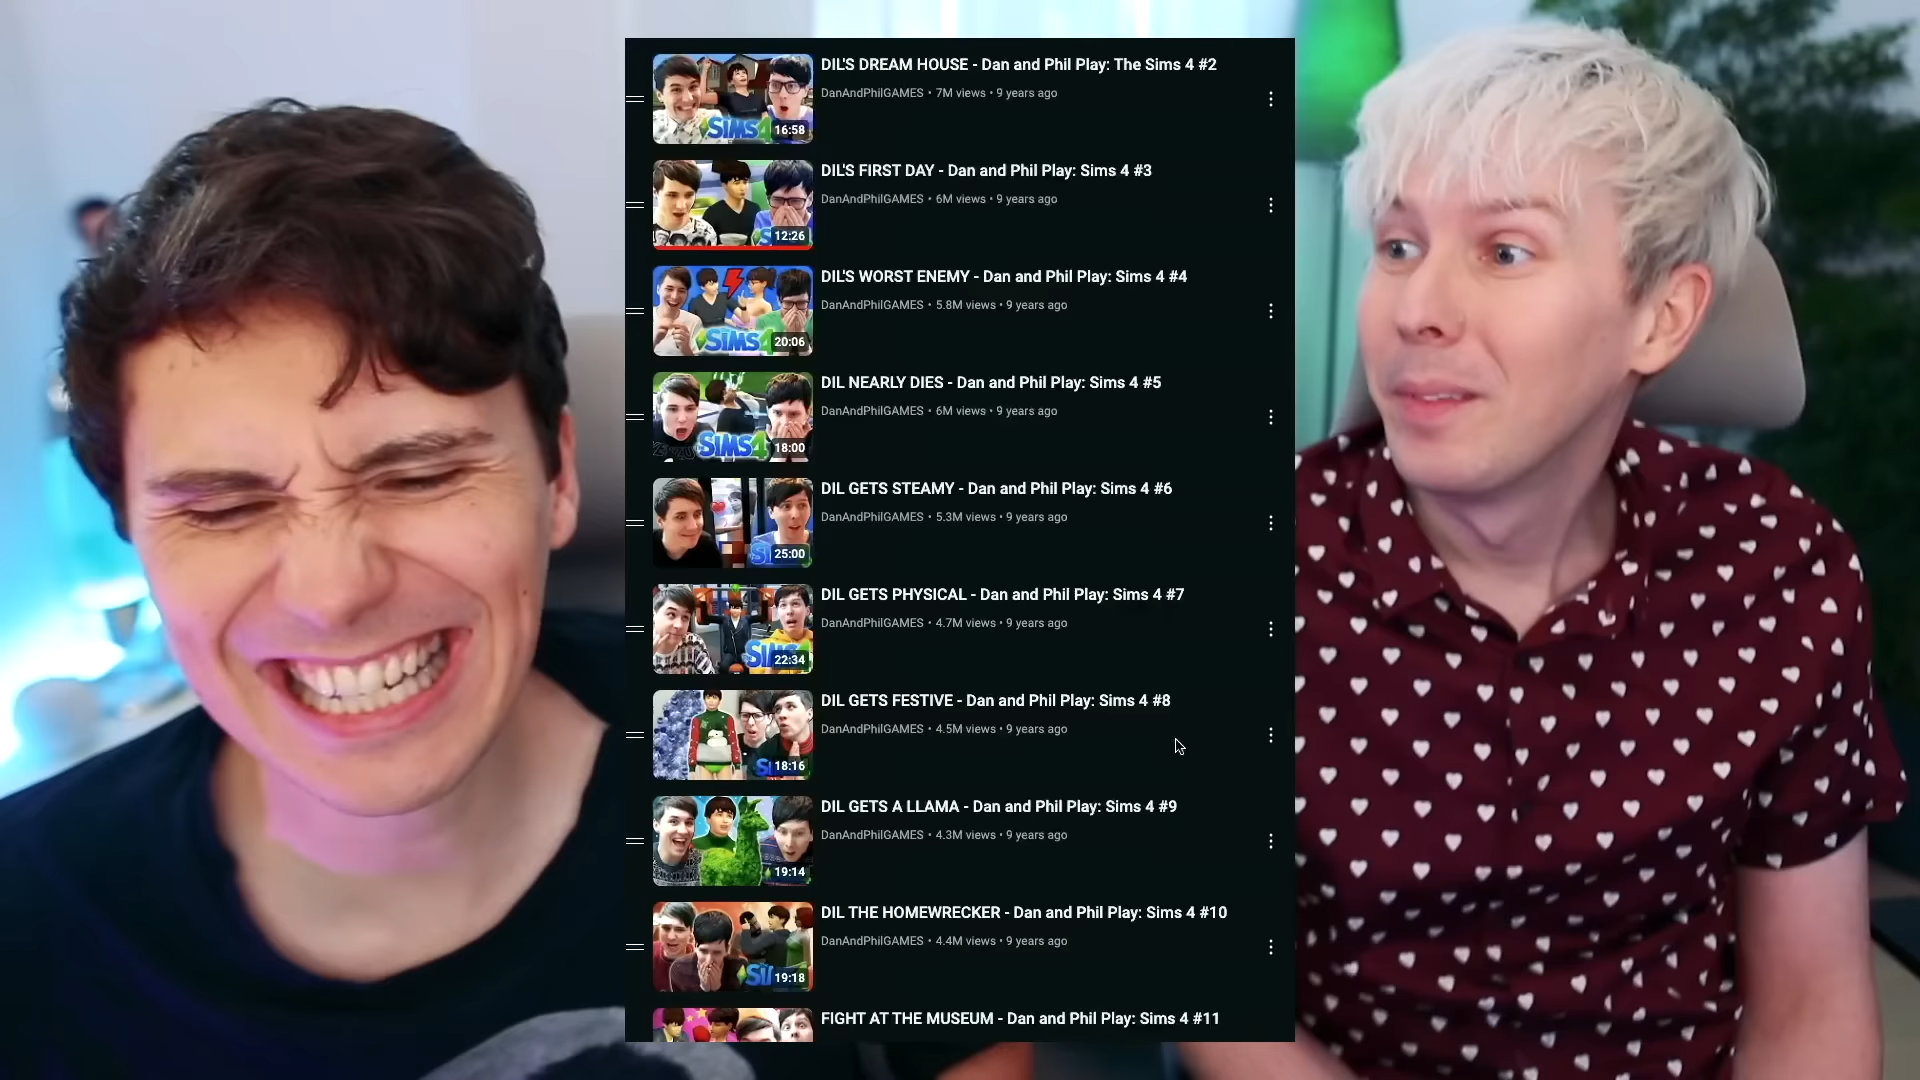 DIL'S DREAM HOUSE - Dan and Phil Play: The Sims 4 #2
DanAndPhilGAMES • 7M views • 9 years ago
SIMS4
16:58
DIL'S FIRST DAY - Dan and Phil Play: Sims 4 #3
DanAndPhilGAMES • 6M views • 9 years ago
12:26
DIL'S WORST ENEMY - Dan and Phil Play: Sims 4 #4
DanAndPhilGAMES • 5.8M views • 9 years ago
SIMS4
20:06
DIL NEARLY DIES - Dan and Phil Play: Sims 4 #5
DanAndPhilGAMES • 6M views • 9 years ago
SIMS4
18:00
DIL GETS STEAMY - Dan and Phil Play: Sims 4 #6
DanAndPhilGAMES • 5.3M views • 9 years ago
25:00
DIL GETS PHYSICAL - Dan and Phil Play: Sims 4 #7
DanAndPhilGAMES • 4.7M views • 9 years ago
22:34
DIL GETS FESTIVE - Dan and Phil Play: Sims 4 #8
DanAndPhilGAMES • 4.5M views • 9 years ago
18:16
DIL GETS A LLAMA - Dan and Phil Play: Sims 4 #9
DanAndPhilGAMES • 4.3M views • 9 years ago
19:14
DIL THE HOMEWRECKER - Dan and Phil Play: Sims 4 #10
DanAndPhilGAMES • 4.4M views • 9 years ago
19:18
FIGHT AT THE MUSEUM - Dan and Phil Play: Sims 4 #11